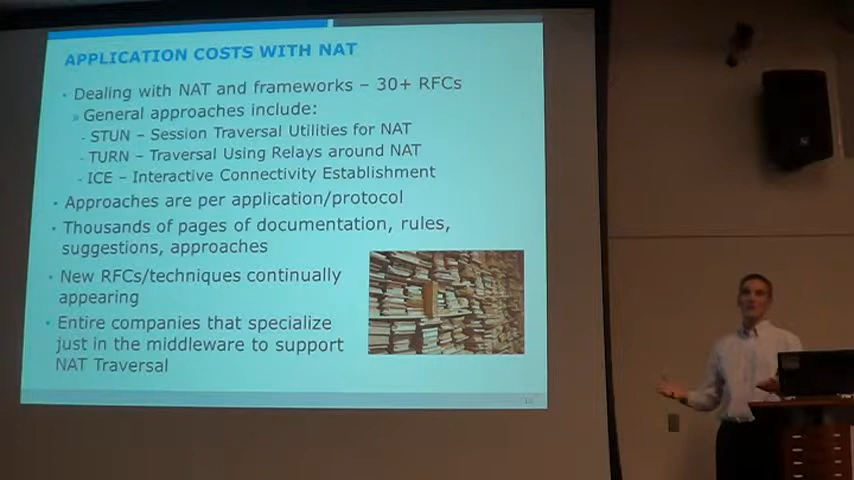 APPLICATION COSTS WITH NAT
• Dealing with NAT and frameworks – 30+ RFCs
» General approaches include:
- STUN – Session Traversal Utilities for NAT
- TURN – Traversal Using Relays around NAT
- ICE – Interactive Connectivity Establishment
• Approaches are per application/protocol
• Thousands of pages of documentation, rules,
suggestions, approaches
• New RFCs/techniques continually
appearing
• Entire companies that specialize
just in the middleware to support
NAT Traversal